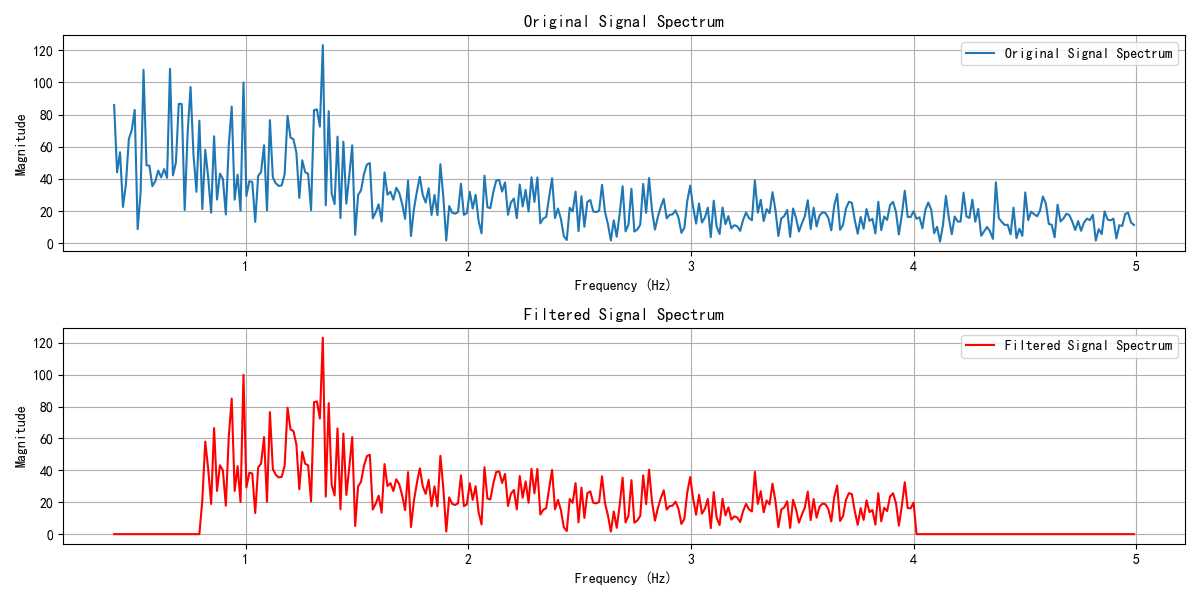 Original Signal Spectrum
Original Signal Spectrum
120
100
80
60
40
20
0
Magnitude
1 2 3 4 5
Frequency (Hz)
Filtered Signal Spectrum
Filtered Signal Spectrum
120
100
80
60
40
20
0
Magnitude
1 2 3 4 5
Frequency (Hz)